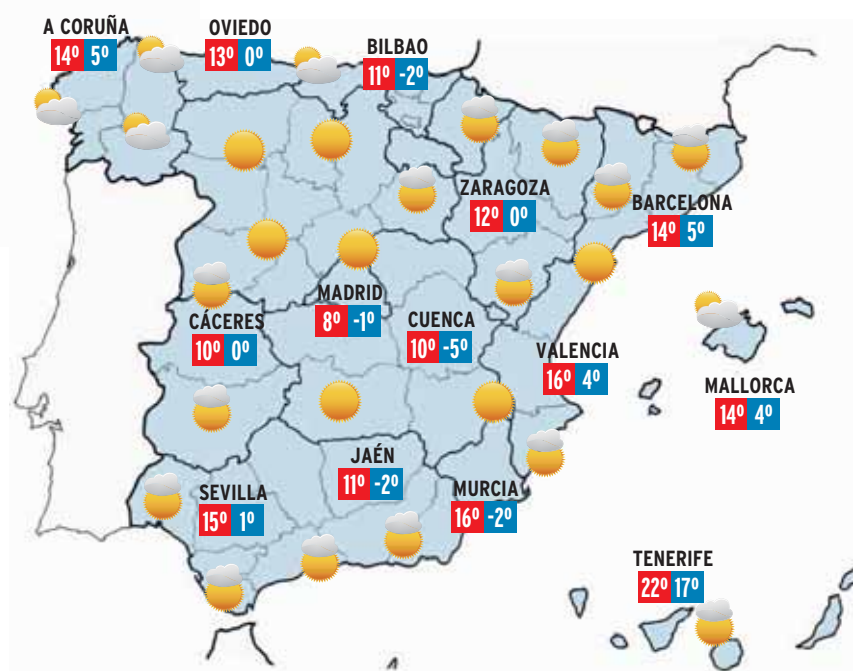 A CORUÑA
14º 5º
OVIEDO
13º 0º
BILBAO
11º -2º
ZARAGOZA
12º 0º
BARCELONA
14º 5º
MADRID
8º -1º
CÁCERES
10º 0º
CUENCA
10º -5º
VALENCIA
16º 4º
MALLORCA
14º 4º
JAÉN
11º -2º
SEVILLA
15º 1º
MURCIA
16º -2º
TENERIFE
22º 17º